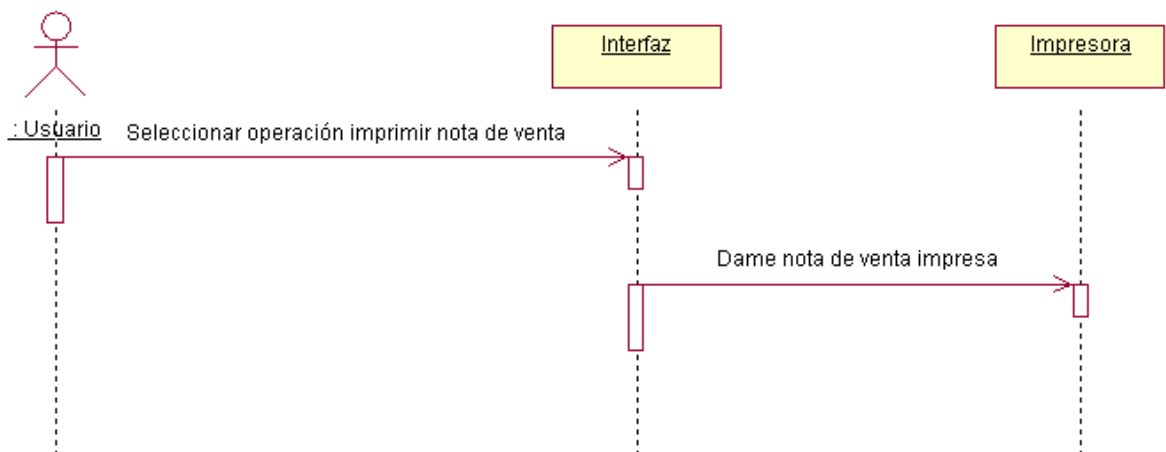 Interfaz
Impresora
: Usuario
Seleccionar operación imprimir nota de venta
Dame nota de venta impresa